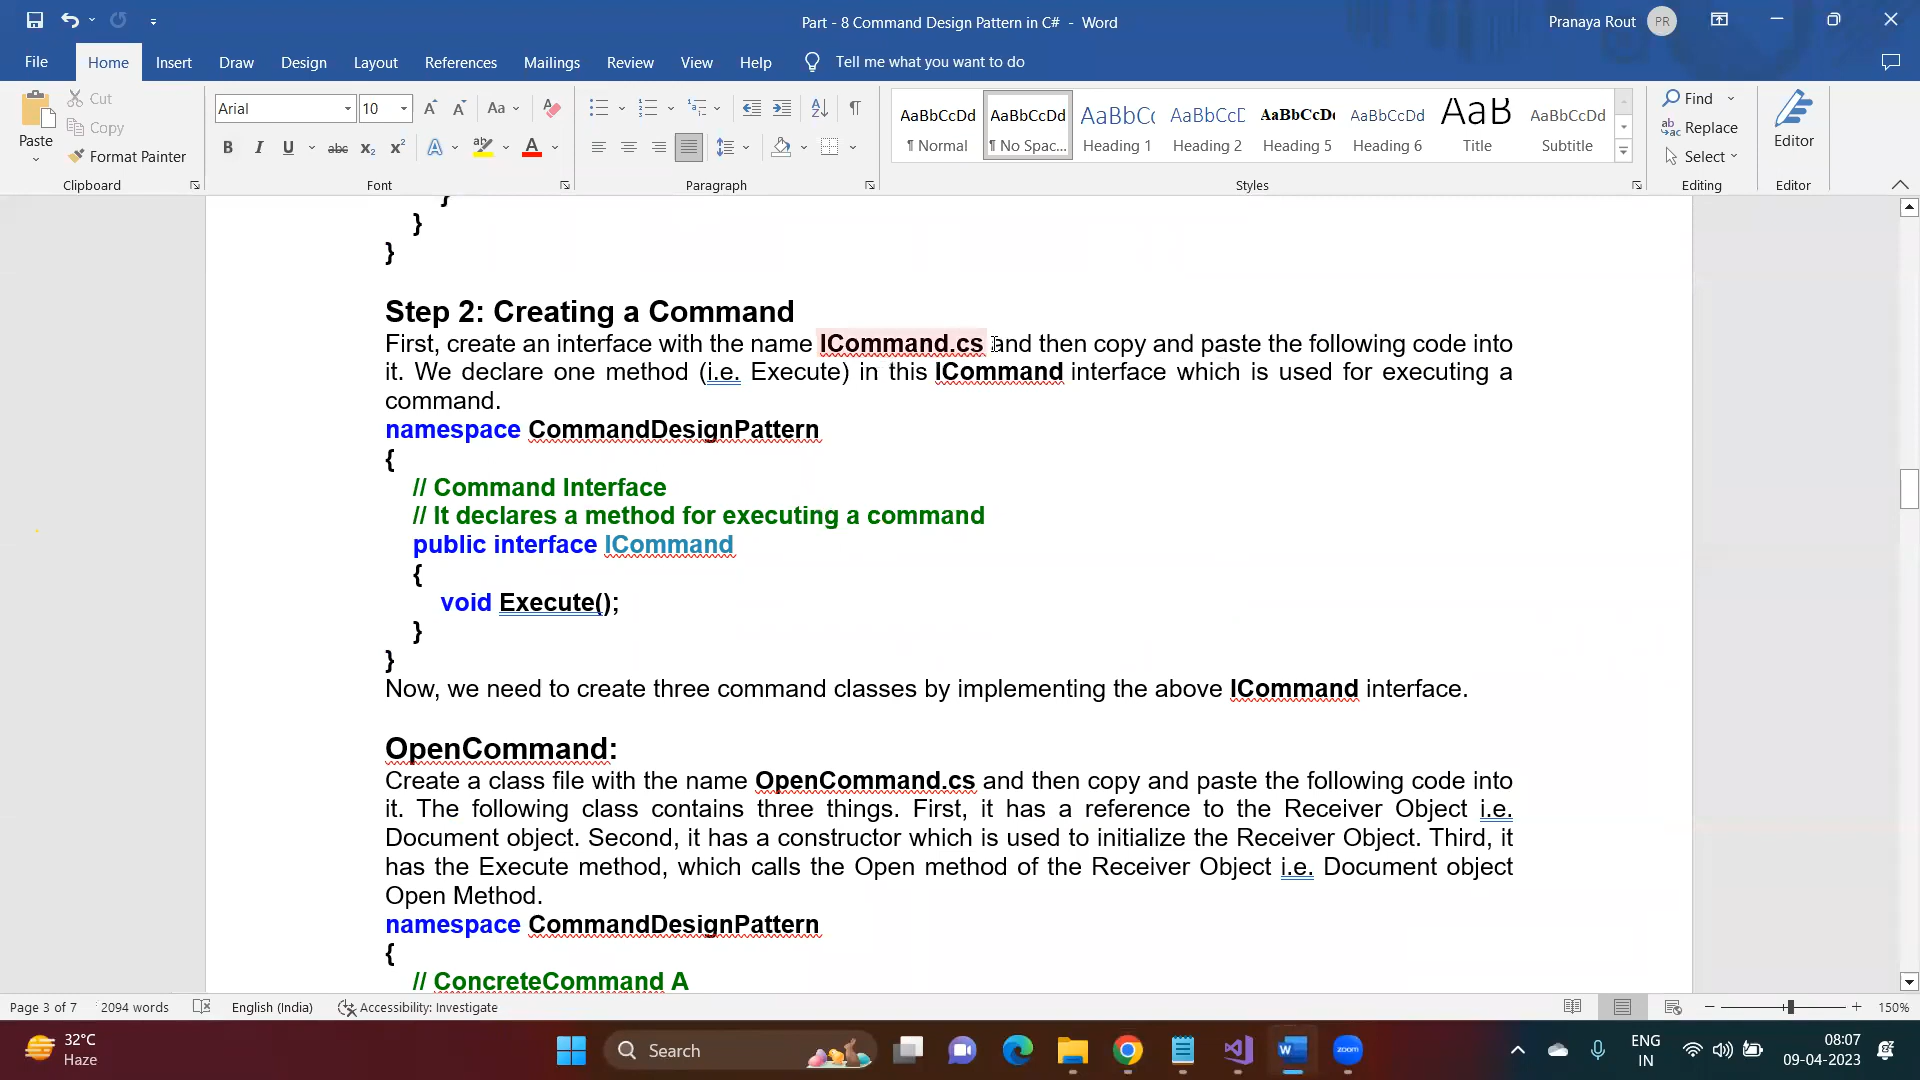 Part - 8 Command Design Pattern in C# - Word
Pranaya Rout PR
File Home Insert Draw Design Layout References Mailings Review View Help Tell me what you want to do
Paste
Cut
Copy
Format Painter
Clipboard
Arial 10
Font
Paragraph
AaBbCcDd AaBbCcDd AaBbC AaBbCcC AaBbCcD AaBbCcDd AaB AaBbCcDd
¶ Normal ¶ No Spac... Heading 1 Heading 2 Heading 5 Heading 6 Title Subtitle
Styles
Find
Replace
Select
Editing
Editor
Editor
}
}
}
Step 2: Creating a Command
First, create an interface with the name ICommand.cs and then copy and paste the following code into
it. We declare one method (i.e. Execute) in this ICommand interface which is used for executing a
command.
namespace CommandDesignPattern
{
// Command Interface
// It declares a method for executing a command
public interface ICommand
{
void Execute();
}
}
Now, we need to create three command classes by implementing the above ICommand interface.
OpenCommand:
Create a class file with the name OpenCommand.cs and then copy and paste the following code into
it. The following class contains three things. First, it has a reference to the Receiver Object i.e.
Document object. Second, it has a constructor which is used to initialize the Receiver Object. Third, it
has the Execute method, which calls the Open method of the Receiver Object i.e. Document object
Open Method.
namespace CommandDesignPattern
{
// ConcreteCommand A
Page 3 of 7 2094 words English (India) Accessibility: Investigate 150%
32°C
Haze
Search
zoom
ENG
IN
08:07
09-04-2023